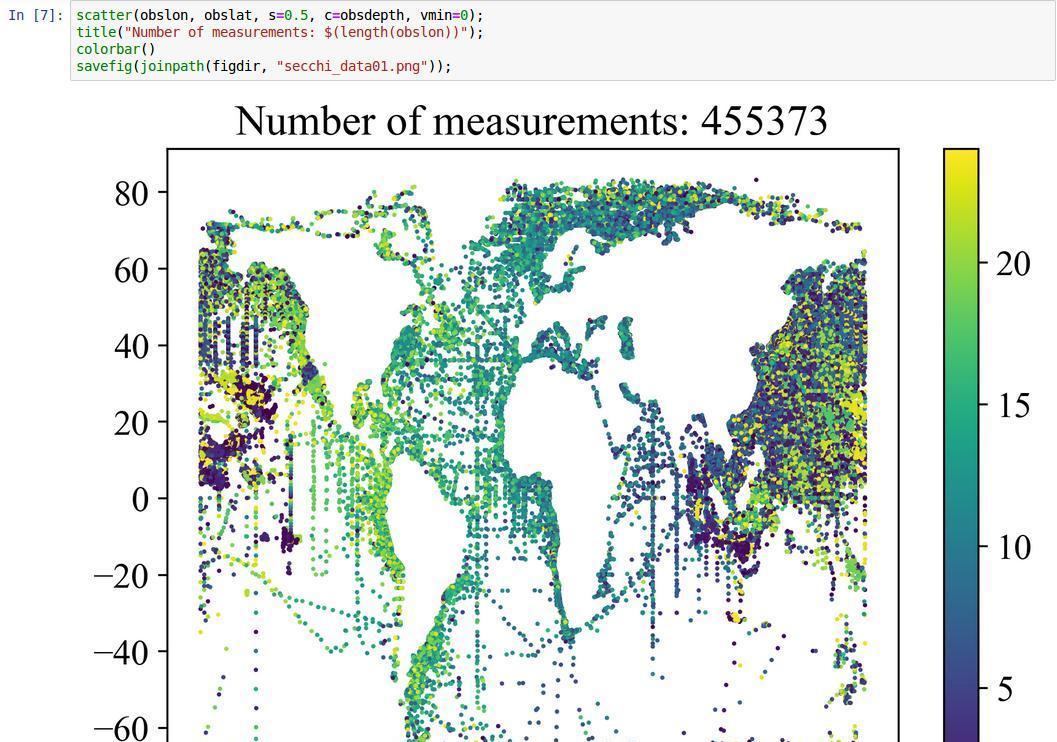 In [7]: scatter(obslon, obslat, s=0.5, c=obsdepth, vmin=0);
title("Number of measurements: $(length(obslon))");
colorbar()
savefig(joinpath(figdir, "secchi_data01.png"));
Number of measurements: 455373
80
60
40
20
0
−20
−40
−60
20
15
10
5